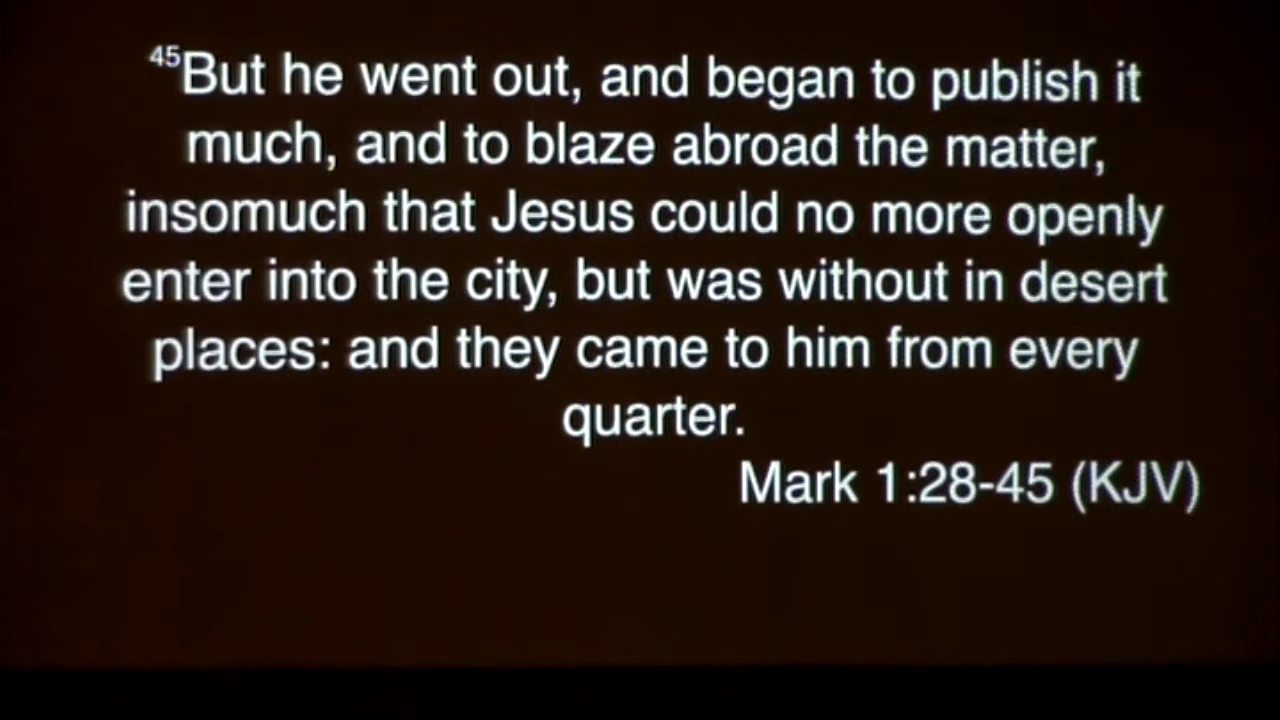 45But he went out, and began to publish it
much, and to blaze abroad the matter,
insomuch that Jesus could no more openly
enter into the city, but was without in desert
places: and they came to him from every
quarter.
Mark 1:28-45 (KJV)